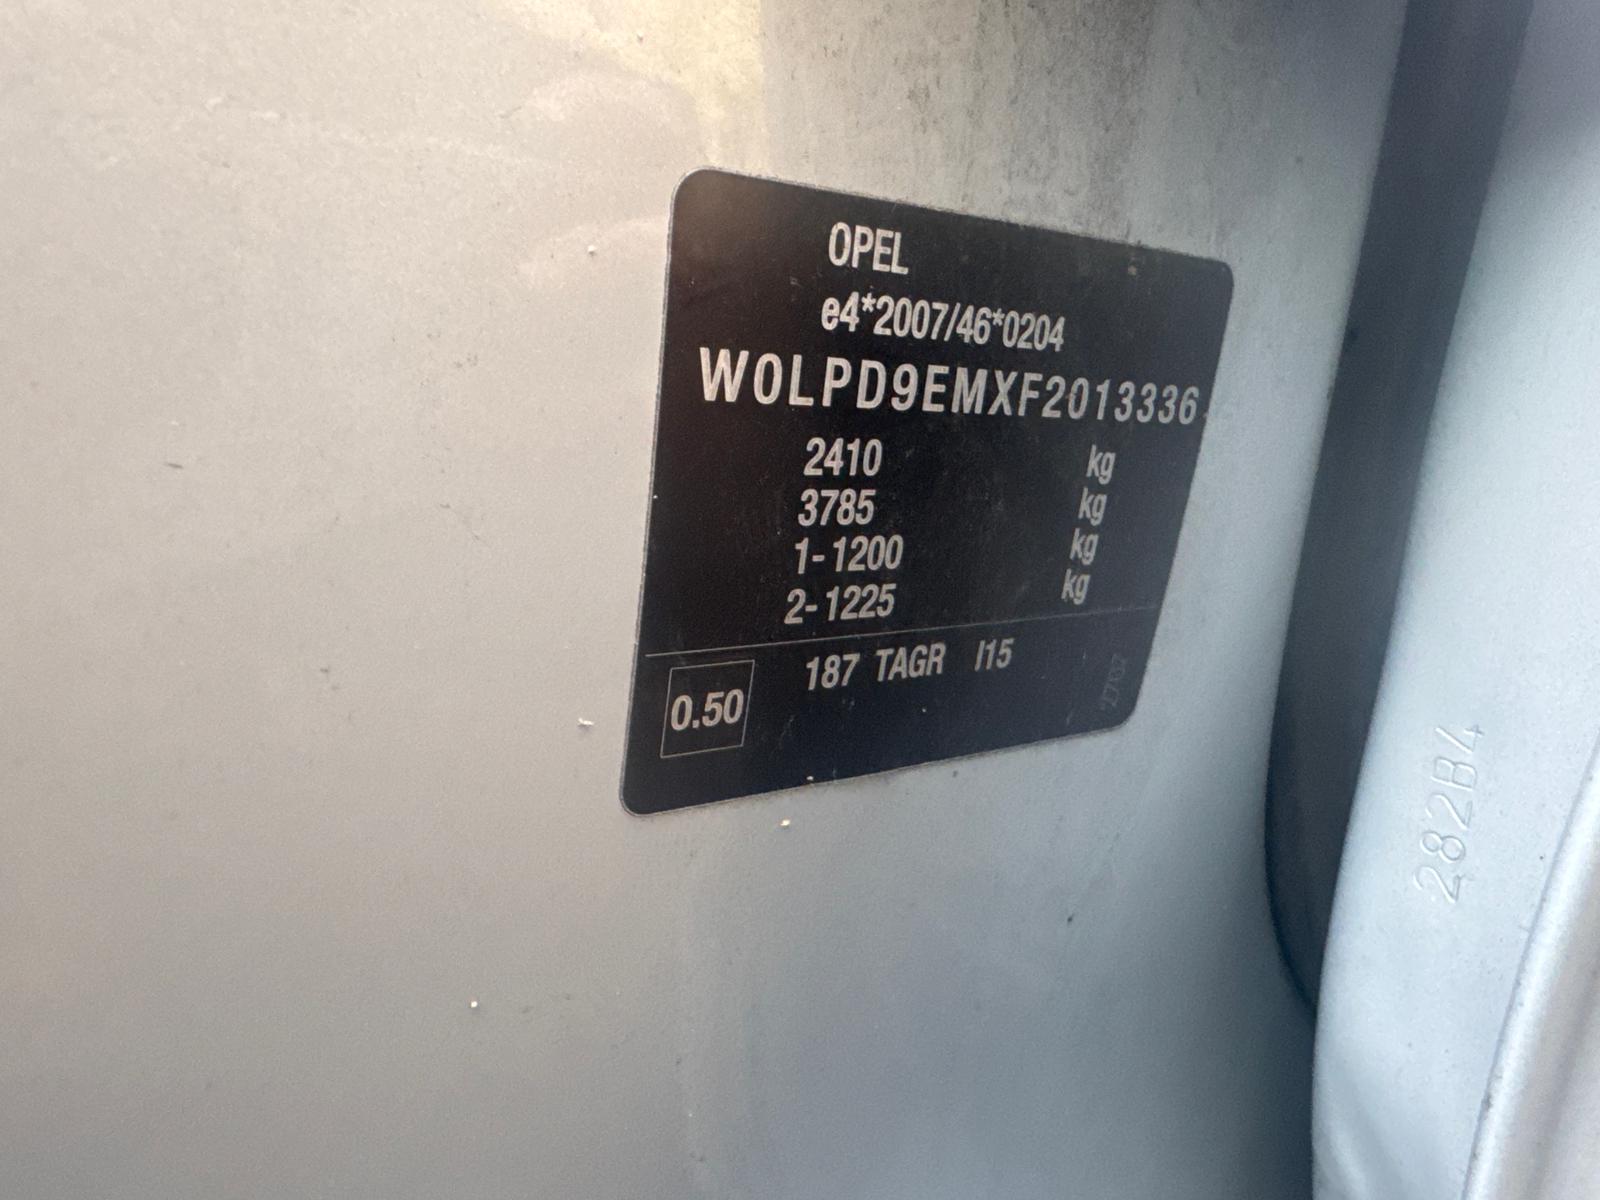 OPEL
e4*2007/46*0204
W0LPD9EMXF2013336
2410 kg
3785 kg
1-1200 kg
2-1225 kg
0.50 187 TAGR I15
282B4